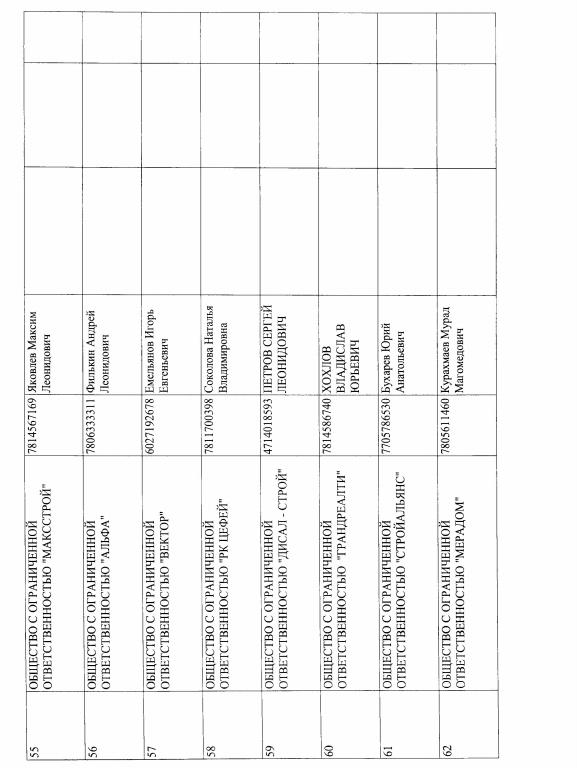 55
ОБЩЕСТВО С ОГРАНИЧЕННОЙ
ОТВЕТСТВЕННОСТЬЮ "МАКССТРОЙ"
7814567169
Яковлев Максим
Леонидович
56
ОБЩЕСТВО С ОГРАНИЧЕННОЙ
ОТВЕТСТВЕННОСТЬЮ "АЛЬФА"
7806333311
Филькин Андрей
Леонидович
57
ОБЩЕСТВО С ОГРАНИЧЕННОЙ
ОТВЕТСТВЕННОСТЬЮ "ВЕКТОР"
6027192678
Емельянов Игорь
Евгеньевич
58
ОБЩЕСТВО С ОГРАНИЧЕННОЙ
ОТВЕТСТВЕННОСТЬЮ "РК ЦЕФЕЙ"
7811700398
Соколова Наталья
Владимировна
59
ОБЩЕСТВО С ОГРАНИЧЕННОЙ
ОТВЕТСТВЕННОСТЬЮ "ДИСАЛ - СТРОЙ"
4714018593
ПЕТРОВ СЕРГЕЙ
ЛЕОНИДОВИЧ
60
ОБЩЕСТВО С ОГРАНИЧЕННОЙ
ОТВЕТСТВЕННОСТЬЮ "ГРАНДРЕАЛТИ"
7814586740
ХОХЛОВ
ВЛАДИСЛАВ
ЮРЬЕВИЧ
61
ОБЩЕСТВО С ОГРАНИЧЕННОЙ
ОТВЕТСТВЕННОСТЬЮ "СТРОЙАЛЬЯНС"
7705786530
Бухарев Юрий
Анатольевич
62
ОБЩЕСТВО С ОГРАНИЧЕННОЙ
ОТВЕТСТВЕННОСТЬЮ "МЕРАДОМ"
7805611460
Курахмаев Мурад
Магомедович